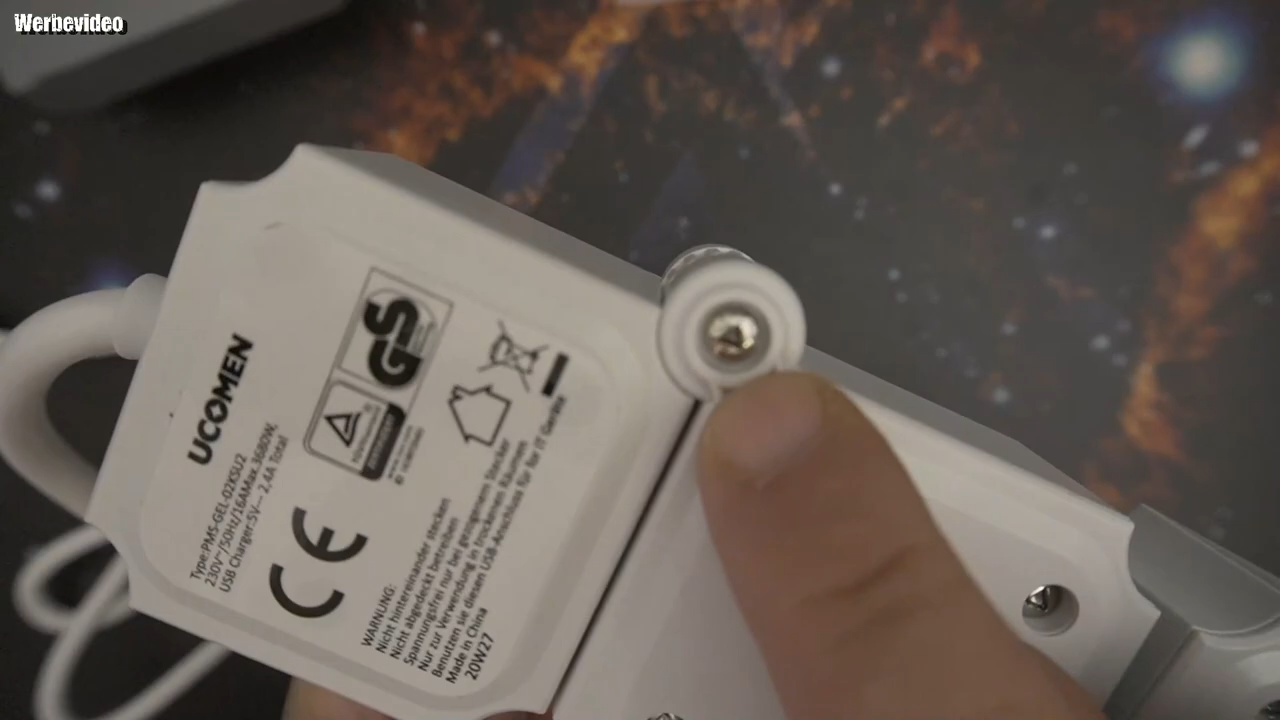 Werbevideo
UCOMEN
Type:PMS-GEL-02KSU2
230V~/50Hz/16AMax.3680W,
USB Charger:5V⎓2,4A Total
GS
CE
WARNUNG:
Nicht hintereinander stecken
Nicht abgedeckt betreiben
Spannungsfrei nur bei gezogenem Stecker
Nur zur Verwendung in trockenen Räumen
Benutzen sie diesen USB-Anschluss für for IT Geräte
Made in China
20W27